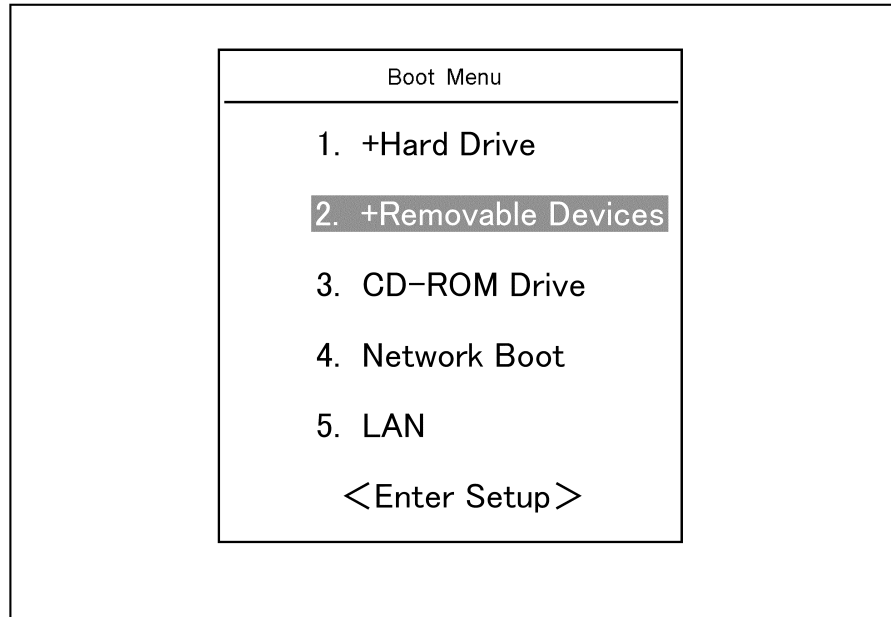 Boot Menu
1. +Hard Drive
2. +Removable Devices
3. CD-ROM Drive
4. Network Boot
5. LAN
<Enter Setup>